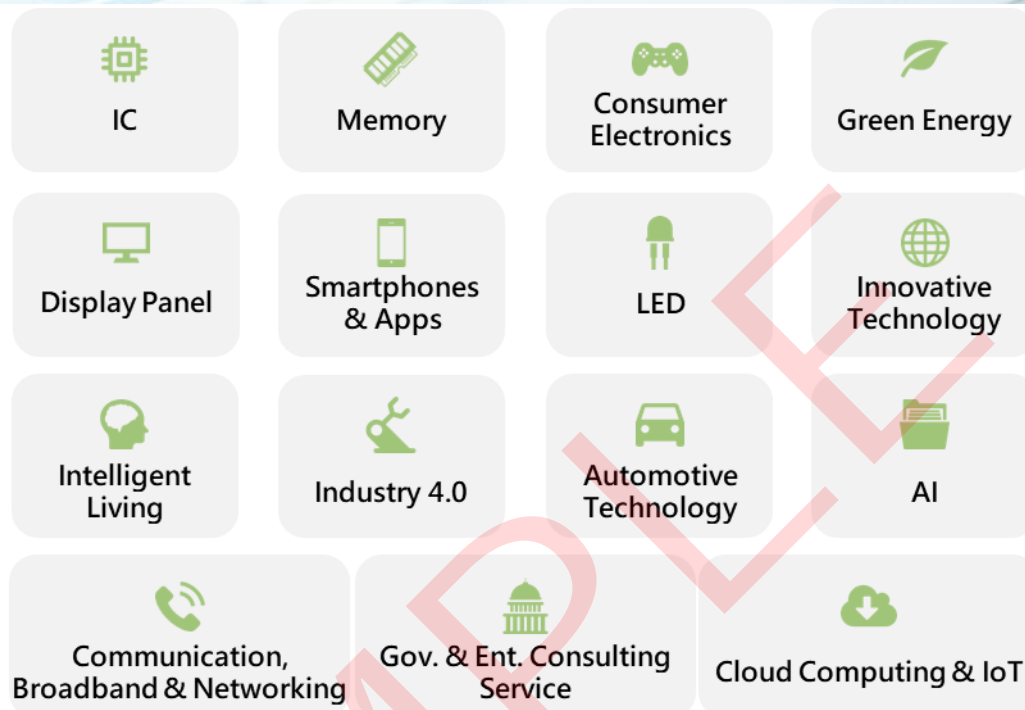 IC
Memory
Consumer
Electronics
Green Energy
Display Panel
Smartphones
& Apps
LED
Innovative
Technology
Intelligent
Living
Industry 4.0
Automotive
Technology
AI
Communication,
Broadband & Networking
Gov. & Ent. Consulting
Service
Cloud Computing & IoT
MPLE